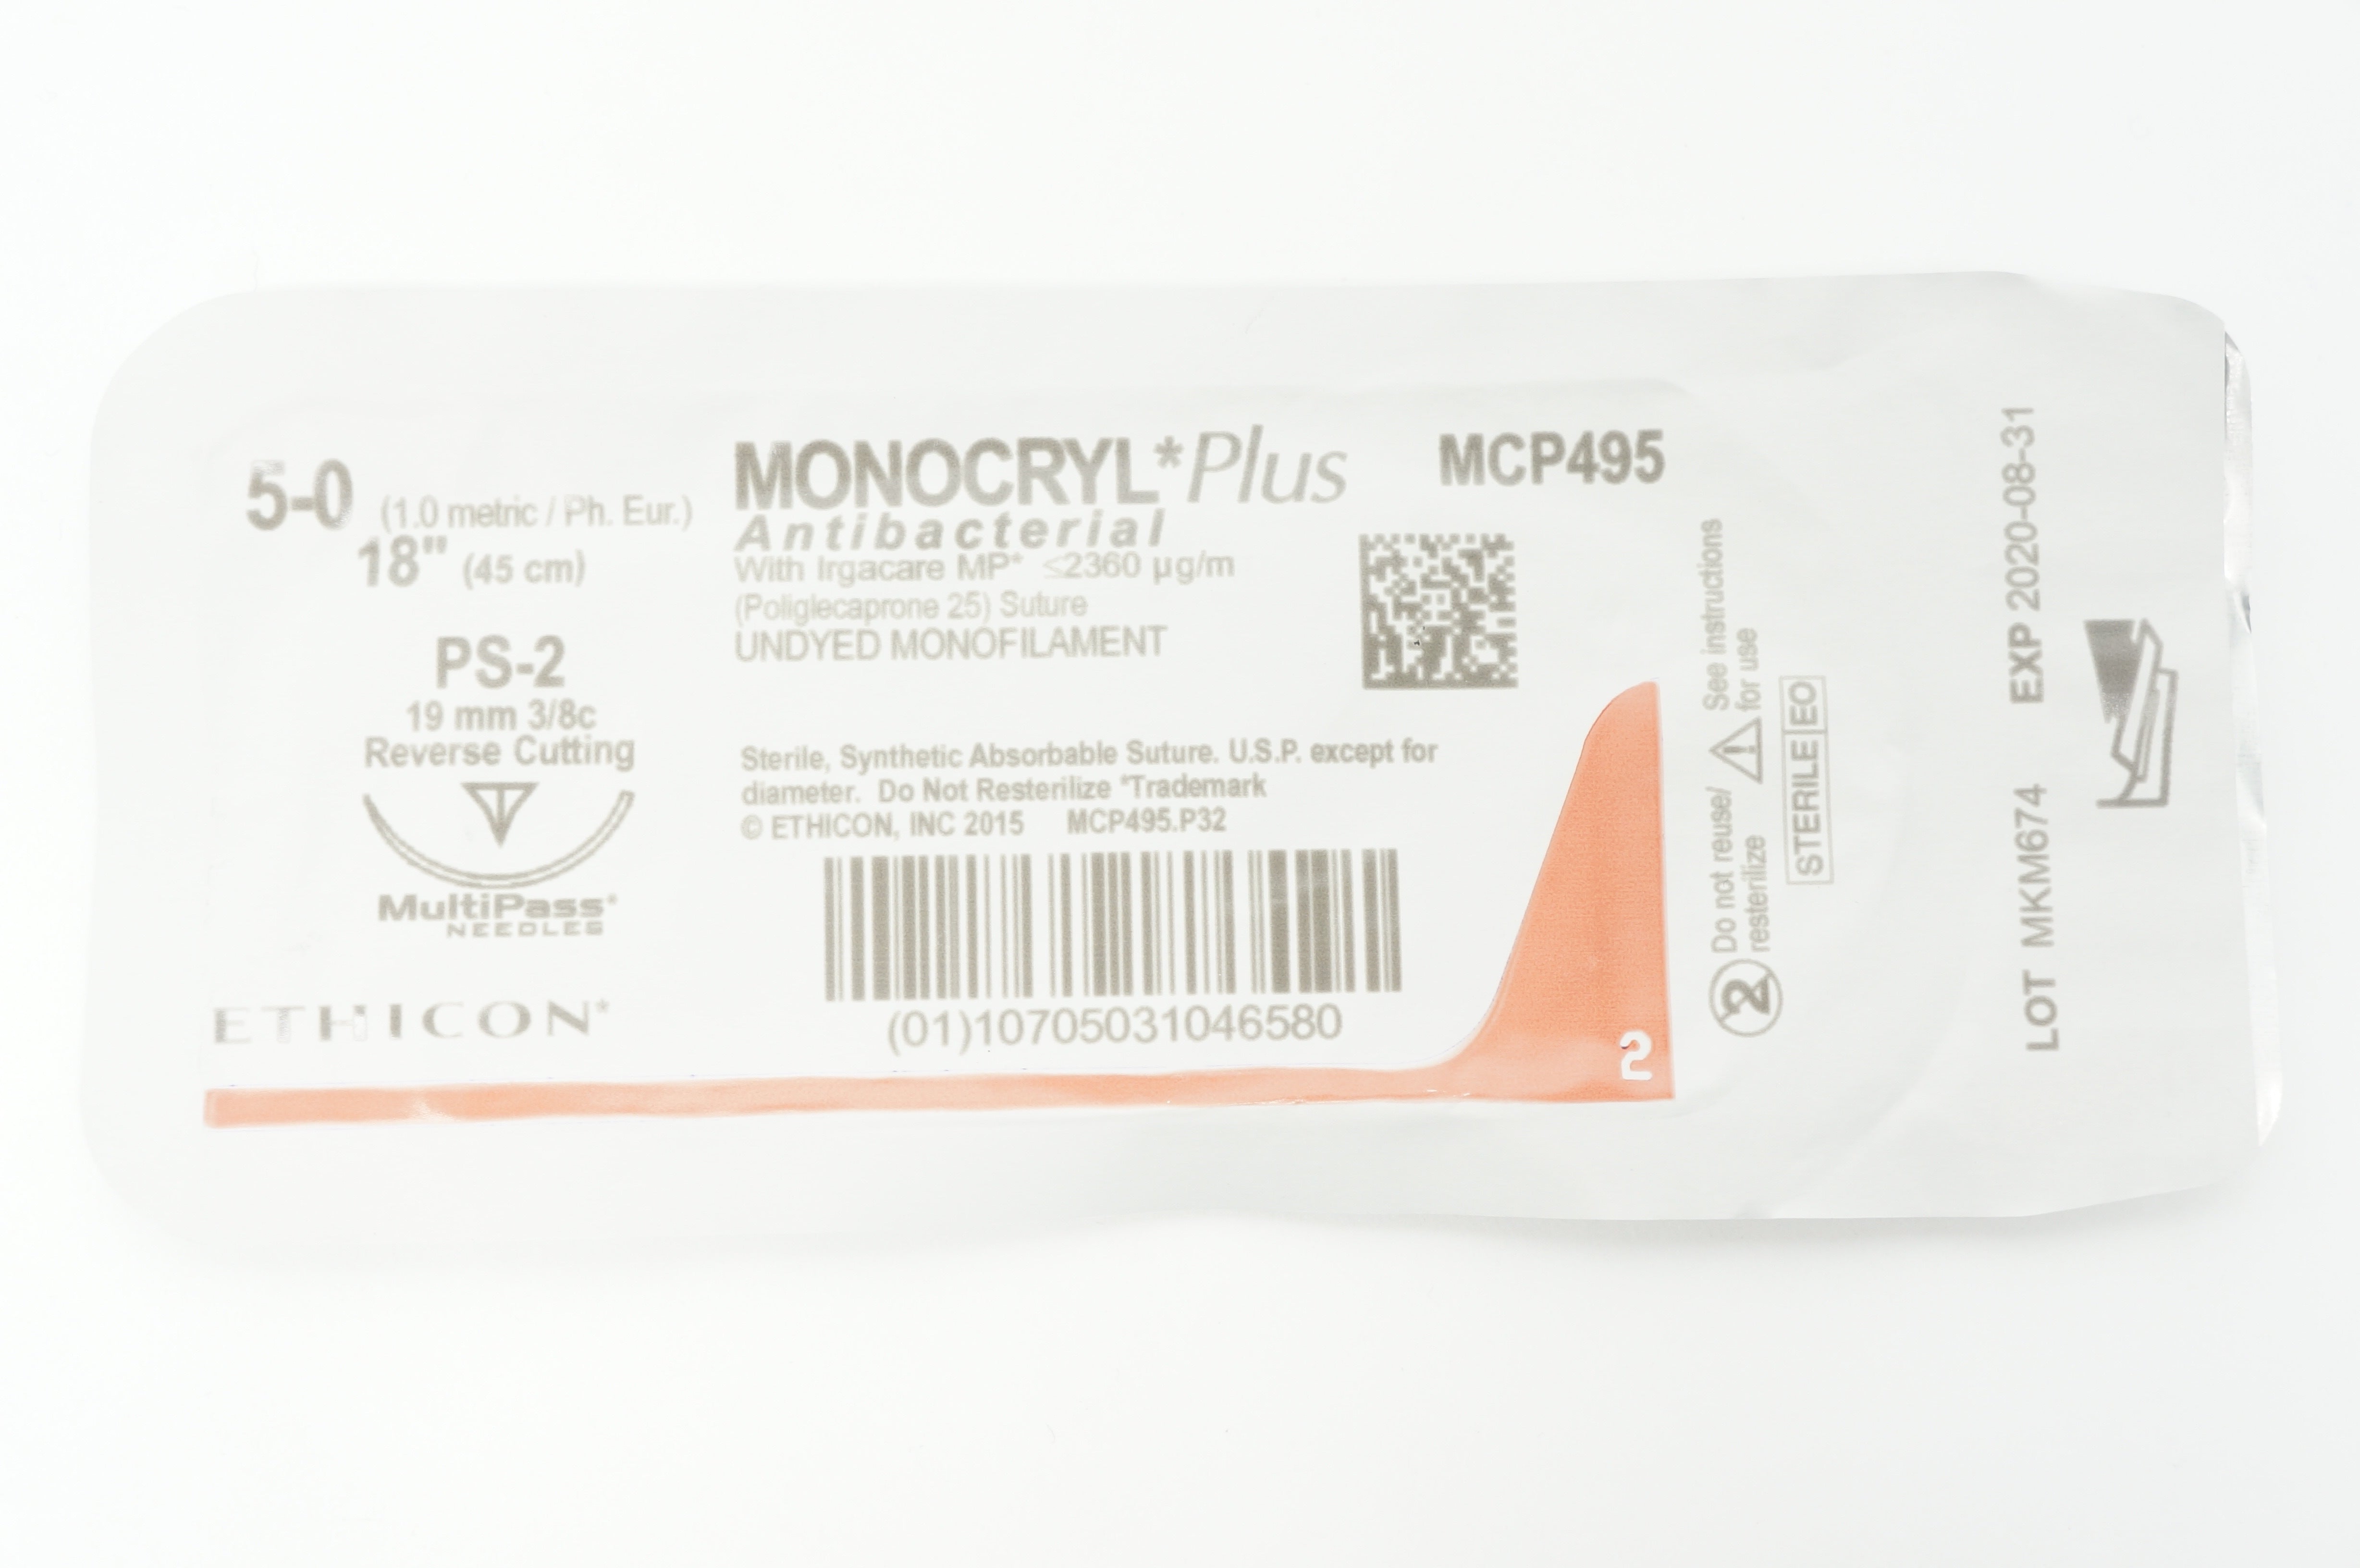 5-0 (1.0 metric / Ph. Eur.)
18" (45 cm)
PS-2
19 mm 3/8c
Reverse Cutting
MultiPass*
NEEDLES
ETHICON*
MONOCRYL*Plus
Antibacterial
With Irgacare MP* ≤2360 µg/m
(Poliglecaprone 25) Suture
UNDYED MONOFILAMENT
MCP495
Sterile, Synthetic Absorbable Suture. U.S.P. except for
diameter. Do Not Resterilize *Trademark
© ETHICON, INC 2015 MCP495.P32
(01)10705031046580
2
2 Do not reuse/
resterilize
! See instructions
for use
STERILE EO
LOT MKM674 EXP 2020-08-31